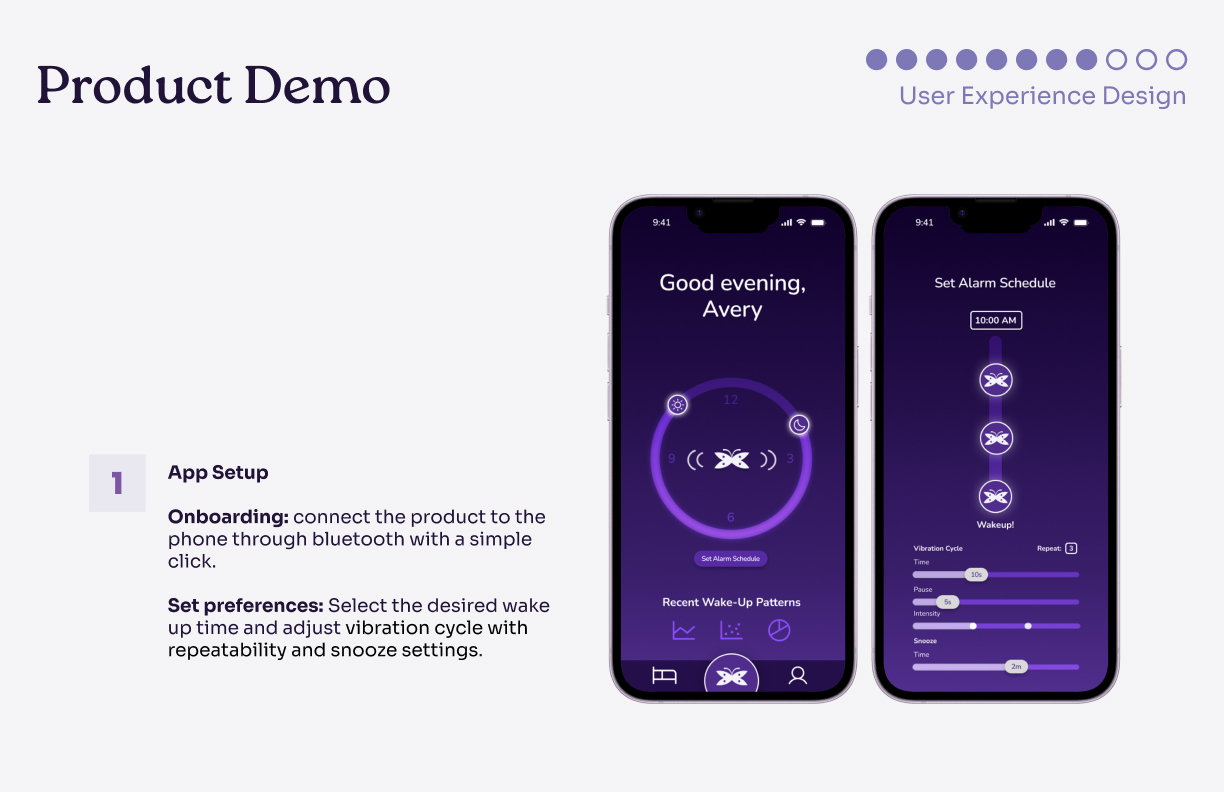 Product Demo
User Experience Design
1
App Setup
Onboarding: connect the product to the
phone through bluetooth with a simple
click.
Set preferences: Select the desired wake
up time and adjust vibration cycle with
repeatability and snooze settings.
9:41
Good evening,
Avery
12
9
3
6
Set Alarm Schedule
Recent Wake-Up Patterns
9:41
Set Alarm Schedule
10:00 AM
Wakeup!
Vibration Cycle
Repeat: 3
Time
10s
Pause
5s
Intensity
Snooze
Time
2m